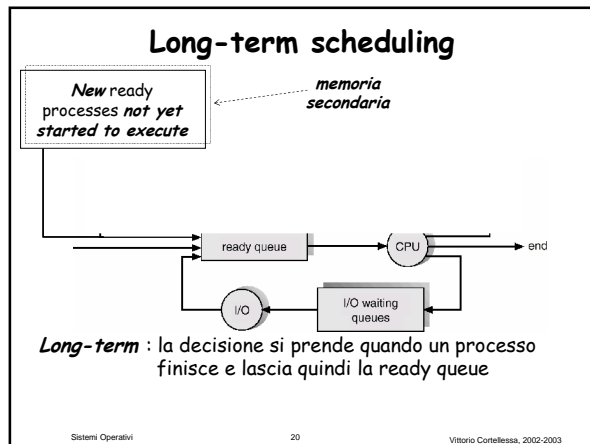 Long-term scheduling
New ready
processes not yet
started to execute
memoria
secondaria
ready queue
CPU
end
I/O
I/O waiting
queues
Long-term : la decisione si prende quando un processo
finisce e lascia quindi la ready queue
Sistemi Operativi
20
Vittorio Cortellessa, 2002-2003